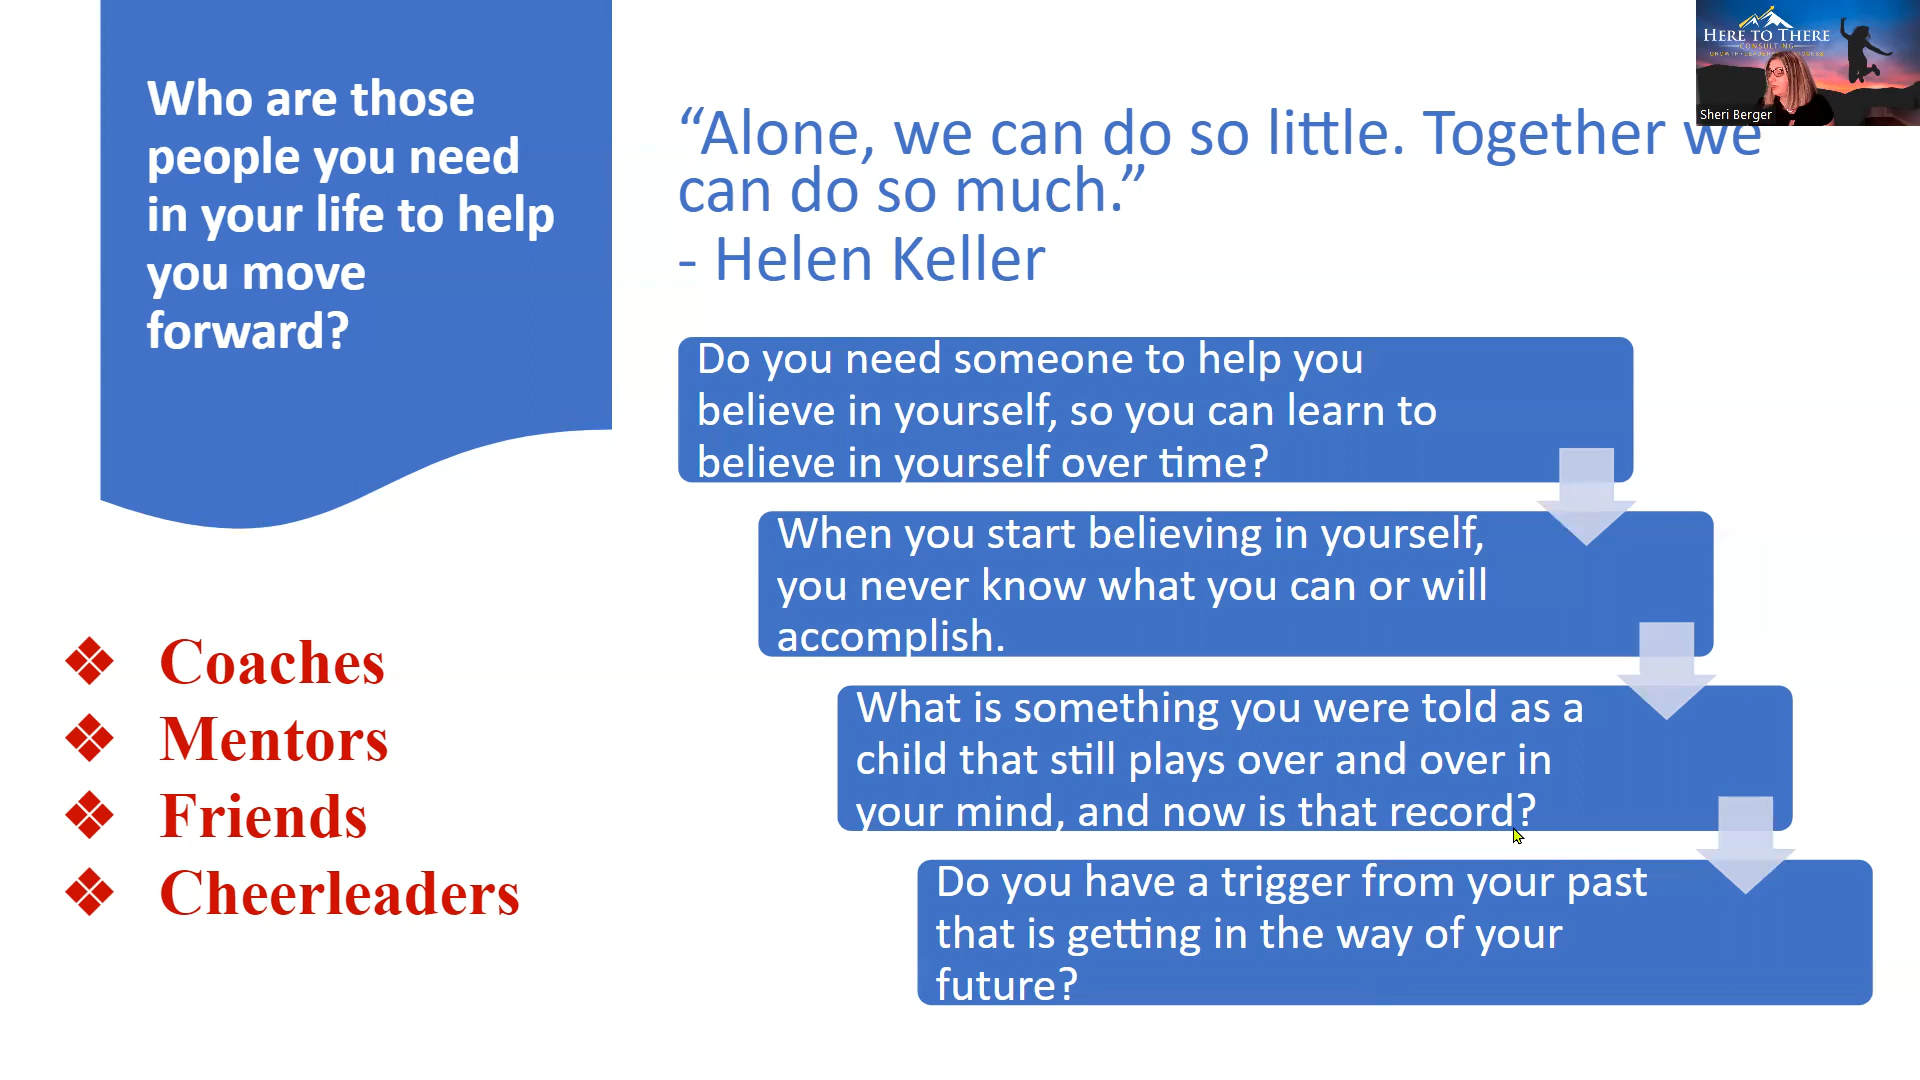 Who are those
people you need
in your life to help
you move
forward?
❖ Coaches
❖ Mentors
❖ Friends
❖ Cheerleaders
“Alone, we can do so little. Together we
can do so much.”
- Helen Keller
Do you need someone to help you
believe in yourself, so you can learn to
believe in yourself over time?
When you start believing in yourself,
you never know what you can or will
accomplish.
What is something you were told as a
child that still plays over and over in
your mind, and now is that record?
Do you have a trigger from your past
that is getting in the way of your
future?
HERE TO THERE
CONSULTING
Sheri Berger